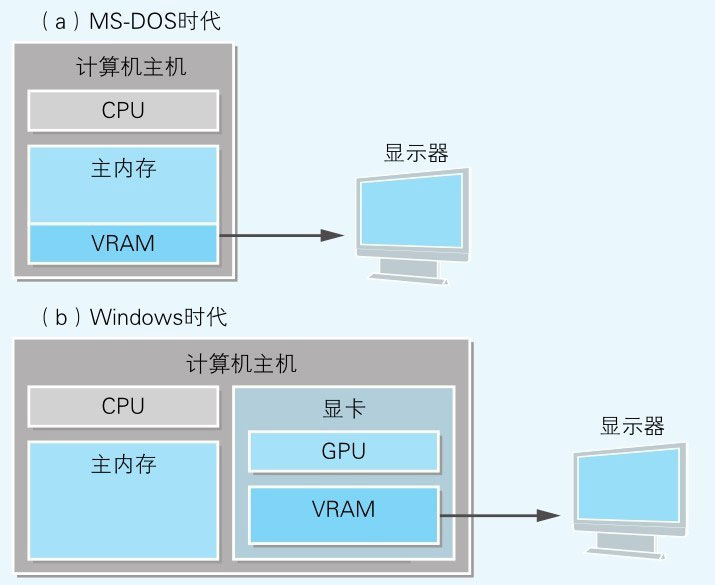 （a）MS-DOS时代
计算机主机
CPU
主内存
VRAM
显示器
（b）Windows时代
计算机主机
CPU
主内存
显卡
GPU
VRAM
显示器